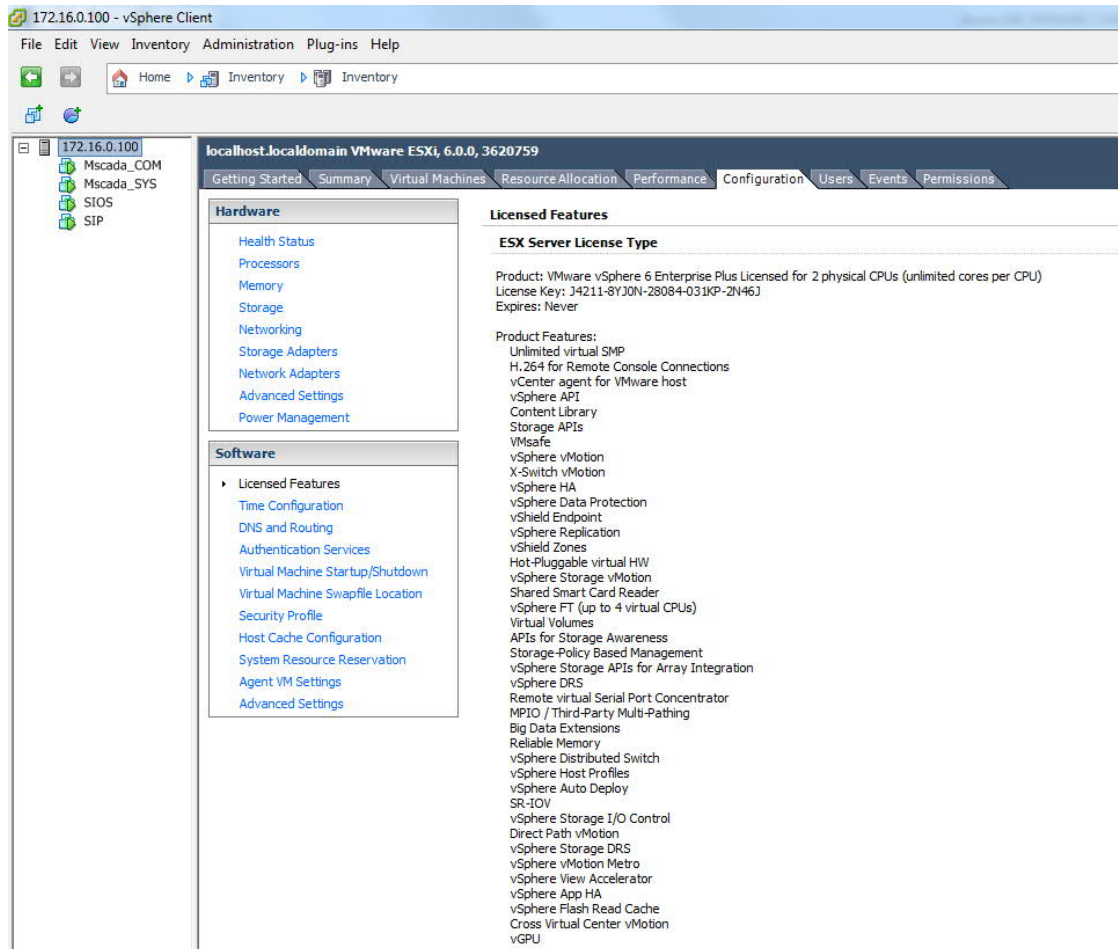 172.16.0.100 - vSphere Client
File Edit View Inventory Administration Plug-ins Help
Home Inventory Inventory
172.16.0.100
Mscada_COM
Mscada_SYS
SIOS
SIP
localhost.localdomain VMware ESXi, 6.0.0, 3620759
Getting Started Summary Virtual Machines Resource Allocation Performance Configuration Users Events Permissions
Hardware
Health Status
Processors
Memory
Storage
Networking
Storage Adapters
Network Adapters
Advanced Settings
Power Management
Software
Licensed Features
Time Configuration
DNS and Routing
Authentication Services
Virtual Machine Startup/Shutdown
Virtual Machine Swapfile Location
Security Profile
Host Cache Configuration
System Resource Reservation
Agent VM Settings
Advanced Settings
Licensed Features
ESX Server License Type
Product: VMware vSphere 6 Enterprise Plus Licensed for 2 physical CPUs (unlimited cores per CPU)
License Key: J4211-8YJ0N-28084-031KP-2N46J
Expires: Never
Product Features:
Unlimited virtual SMP
H.264 for Remote Console Connections
vCenter agent for VMware host
vSphere API
Content Library
Storage APIs
VMsafe
vSphere vMotion
X-Switch vMotion
vSphere HA
vSphere Data Protection
vShield Endpoint
vSphere Replication
vShield Zones
Hot-Pluggable virtual HW
vSphere Storage vMotion
Shared Smart Card Reader
vSphere FT (up to 4 virtual CPUs)
Virtual Volumes
APIs for Storage Awareness
Storage-Policy Based Management
vSphere Storage APIs for Array Integration
vSphere DRS
Remote virtual Serial Port Concentrator
MPIO / Third-Party Multi-Pathing
Big Data Extensions
Reliable Memory
vSphere Distributed Switch
vSphere Host Profiles
vSphere Auto Deploy
SR-IOV
vSphere Storage I/O Control
Direct Path vMotion
vSphere Storage DRS
vSphere vMotion Metro
vSphere View Accelerator
vSphere App HA
vSphere Flash Read Cache
Cross Virtual Center vMotion
vGPU